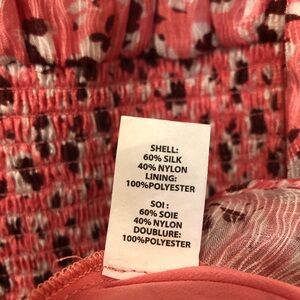 SHELL:
60% SILK
40% NYLON
LINING:
100%POLYESTER
SOI :
60% SOIE
40% NYLON
DOUBLURE:
100%POLYESTER